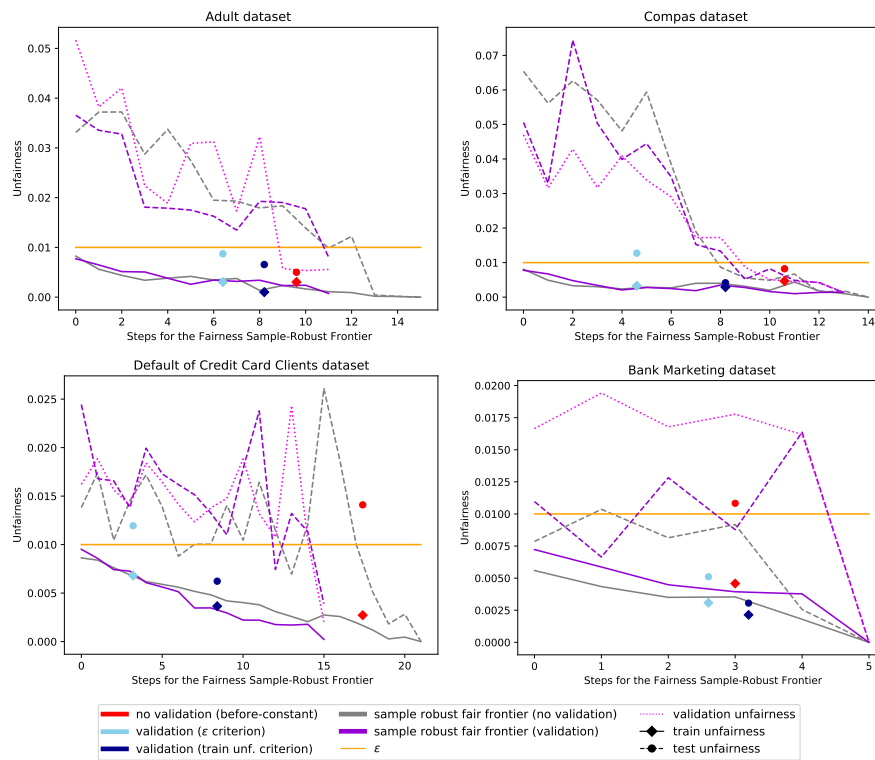 Adult dataset
Unfairness
0.05
0.04
0.03
0.02
0.01
0.00
0 2 4 6 8 10 12 14
Steps for the Fairness Sample-Robust Frontier
Compas dataset
Unfairness
0.07
0.06
0.05
0.04
0.03
0.02
0.01
0.00
0 2 4 6 8 10 12 14
Steps for the Fairness Sample-Robust Frontier
Default of Credit Card Clients dataset
Unfairness
0.025
0.020
0.015
0.010
0.005
0.000
0 5 10 15 20
Steps for the Fairness Sample-Robust Frontier
Bank Marketing dataset
Unfairness
0.0200
0.0175
0.0150
0.0125
0.0100
0.0075
0.0050
0.0025
0.0000
0 1 2 3 4 5
Steps for the Fairness Sample-Robust Frontier
no validation (before-constant)
validation (ε criterion)
validation (train unf. criterion)
sample robust fair frontier (no validation)
sample robust fair frontier (validation)
ε
validation unfairness
train unfairness
test unfairness